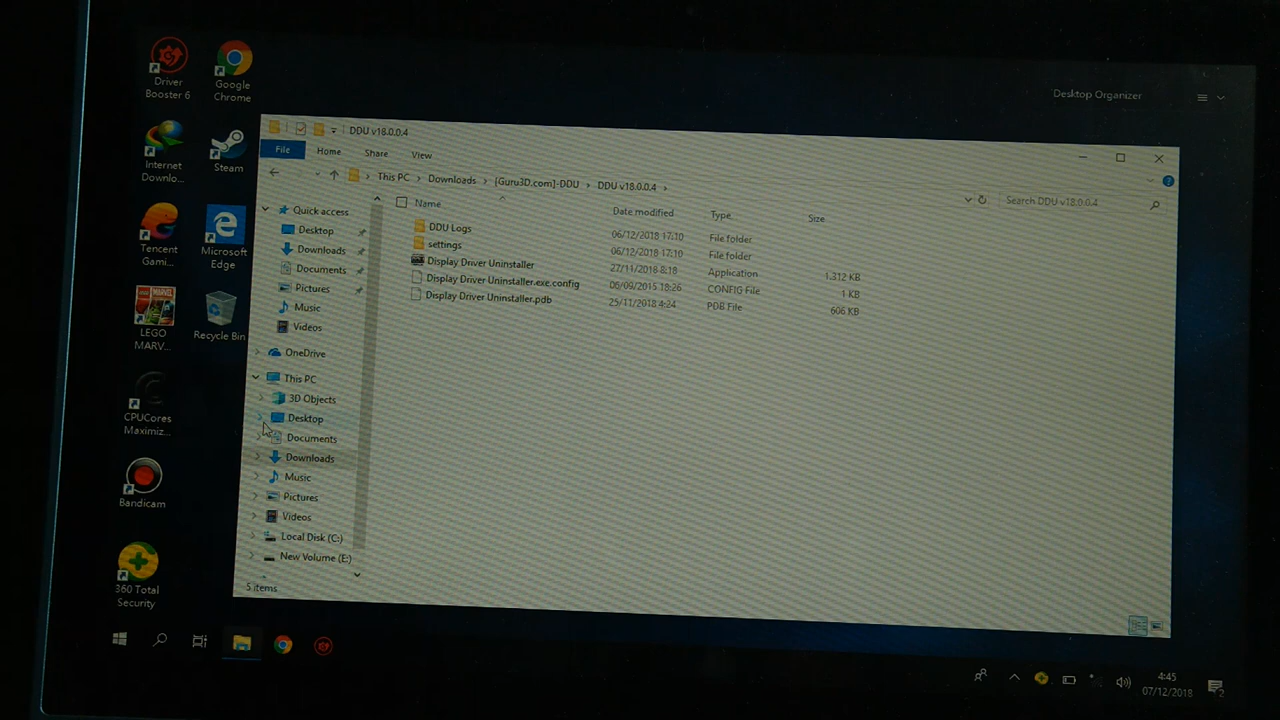 Driver
Booster 6
Google
Chrome
Desktop Organizer
Internet
Downlo...
Steam
Tencent
Gami...
Microsoft
Edge
LEGO
MARV...
Recycle Bin
CPUCores
Maximiz...
Bandicam
360 Total
Security
DDU v18.0.0.4
File
Home
Share
View
This PC > Downloads > [Guru3D.com]-DDU > DDU v18.0.0.4 >
Search DDU v18.0.0.4
Quick access
Desktop
Downloads
Documents
Pictures
Music
Videos
OneDrive
This PC
3D Objects
Desktop
Documents
Downloads
Music
Pictures
Videos
Local Disk (C:)
New Volume (E:)
Name Date modified Type Size
DDU Logs 06/12/2018 17:10 File folder
settings 06/12/2018 17:10 File folder
Display Driver Uninstaller 27/11/2018 8:18 Application 1.312 KB
Display Driver Uninstaller.exe.config 06/09/2015 18:26 CONFIG File 1 KB
Display Driver Uninstaller.pdb 25/11/2018 4:24 PDB File 606 KB
5 items
4:45
07/12/2018
2